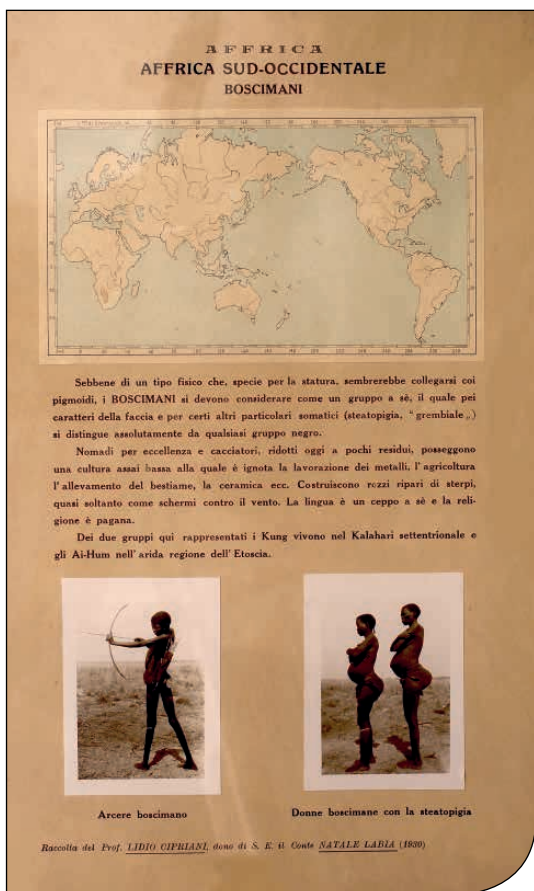 AFFRICA
AFFRICA SUD-OCCIDENTALE
BOSCIMANI
Sebbene di un tipo fisico che, specie per la statura, sembrerebbe collegarsi coi
pigmoidi, i BOSCIMANI si devono considerare come un gruppo a sè, il quale pei
caratteri della faccia e per certi altri particolari somatici (steatopigia, “ grembiale „)
si distingue assolutamente da qualsiasi gruppo negro.
Nomadi per eccellenza e cacciatori, ridotti oggi a pochi residui, posseggono
una cultura assai bassa alla quale è ignota la lavorazione dei metalli, l'agricoltura
l'allevamento del bestiame, la ceramica ecc. Costruiscono rozzi ripari di sterpi,
quasi soltanto come schermi contro il vento. La lingua è un ceppo a sè e la reli-
gione è pagana.
Dei due gruppi qui rappresentati i Kung vivono nel Kalahari settentrionale e
gli Ai-Hum nell'arida regione dell'Etoscia.
Arcere boscimano
Donne boscimane con la steatopigia
Raccolta del Prof. LIDIO CIPRIANI, dono di S. E. il Conte NATALE LABIA (1930)